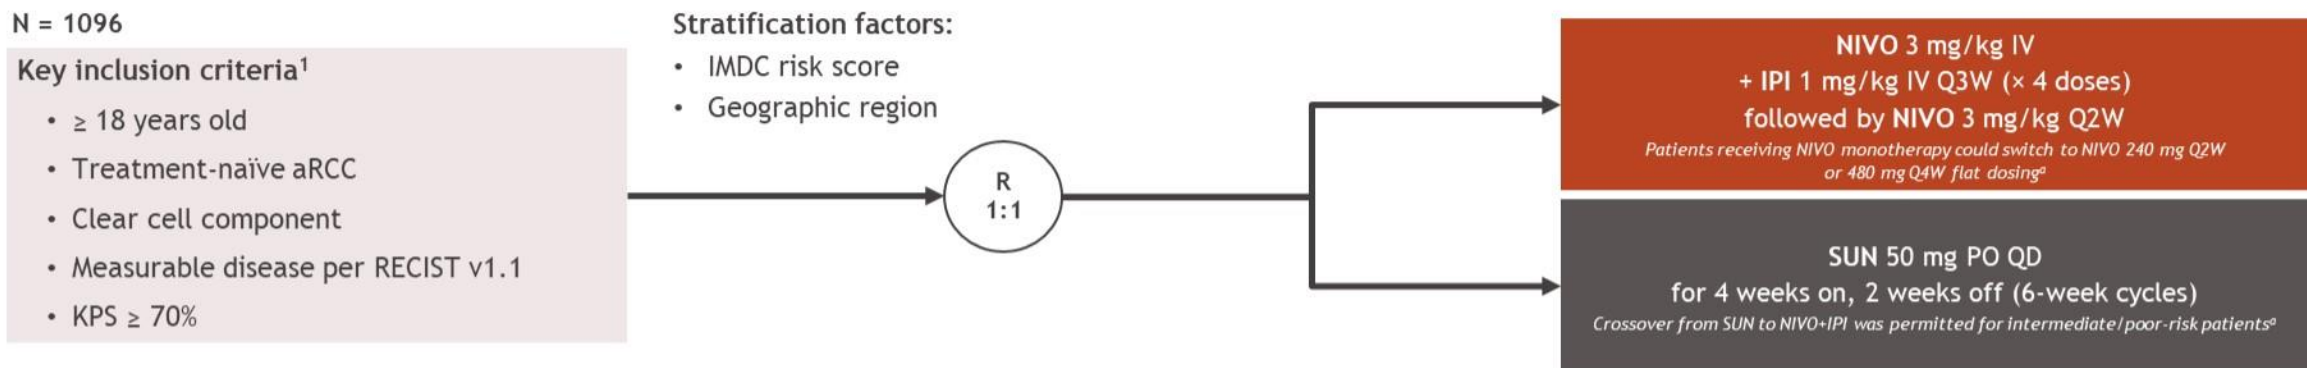 N = 1096
Key inclusion criteria¹
• ≥ 18 years old
• Treatment-naïve aRCC
• Clear cell component
• Measurable disease per RECIST v1.1
• KPS ≥ 70%
Stratification factors:
• IMDC risk score
• Geographic region
R
1:1
NIVO 3 mg/kg IV
+ IPI 1 mg/kg IV Q3W (× 4 doses)
followed by NIVO 3 mg/kg Q2W
Patients receiving NIVO monotherapy could switch to NIVO 240 mg Q2W
or 480 mg Q4W flat dosingᵃ
SUN 50 mg PO QD
for 4 weeks on, 2 weeks off (6-week cycles)
Crossover from SUN to NIVO+IPI was permitted for intermediate/poor-risk patientsᵃ